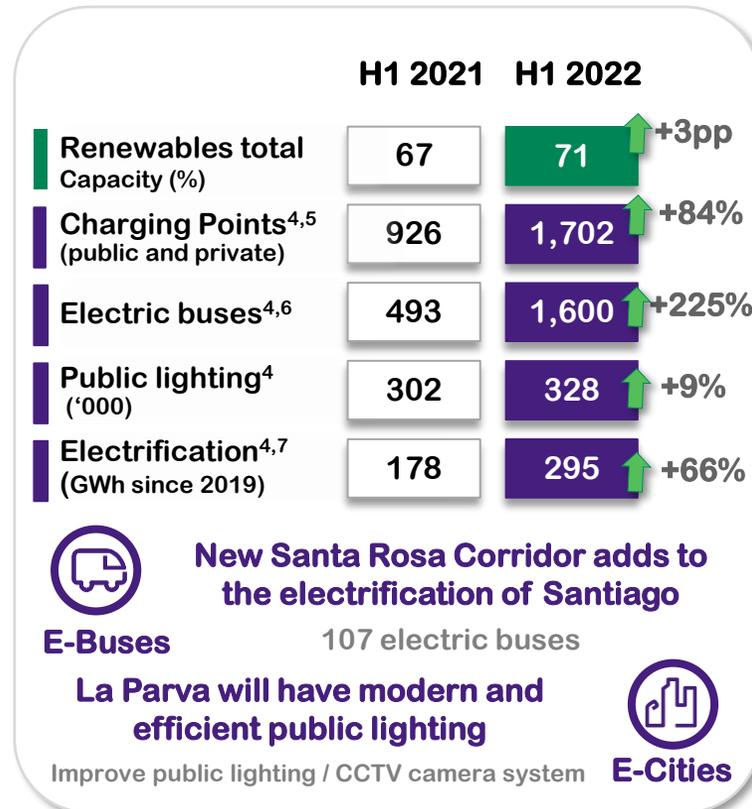 H1 2021 H1 2022
Renewables total
Capacity (%)
67 71 +3pp
Charging Points4,5
(public and private)
926 1,702 +84%
Electric buses4,6
493 1,600 +225%
Public lighting4
(‘000)
302 328 +9%
Electrification4,7
(GWh since 2019)
178 295 +66%
New Santa Rosa Corridor adds to
the electrification of Santiago
E-Buses
107 electric buses
La Parva will have modern and
efficient public lighting
Improve public lighting / CCTV camera system
E-Cities